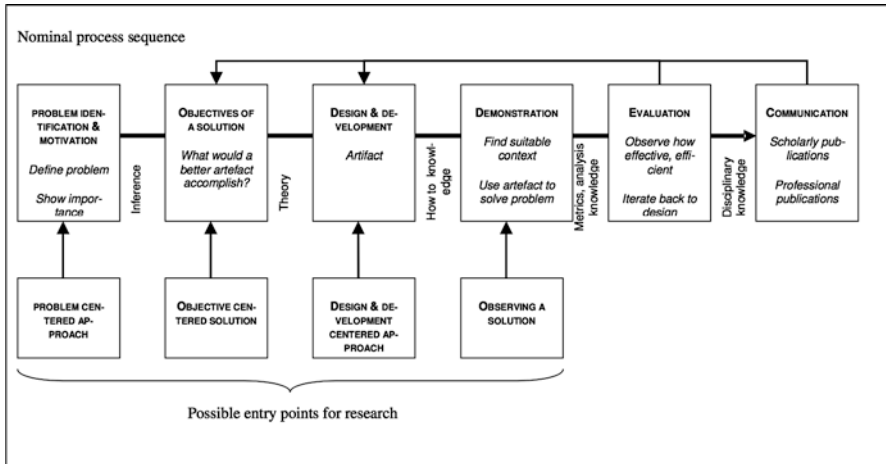 Nominal process sequence
PROBLEM IDEN-
TIFICATION &
MOTIVATION
Define problem
Show impor-
tance
Inference
OBJECTIVES OF
A SOLUTION
What would a
better artefact
accomplish?
Theory
DESIGN & DE-
VELOPMENT
Artifact
How to knowl-
edge
DEMONSTRATION
Find suitable
context
Use artefact to
solve problem
Metrics, analysis
knowledge
EVALUATION
Observe how
effective, effi-
cient
Iterate back to
design
Disciplinary
knowledge
COMMUNICATION
Scholarly pub-
lications
Professional
publications
PROBLEM CEN-
TERED AP-
PROACH
OBJECTIVE CEN-
TERED SOLUTION
DESIGN & DE-
VELOPMENT
CENTERED AP-
PROACH
OBSERVING A
SOLUTION
Possible entry points for research